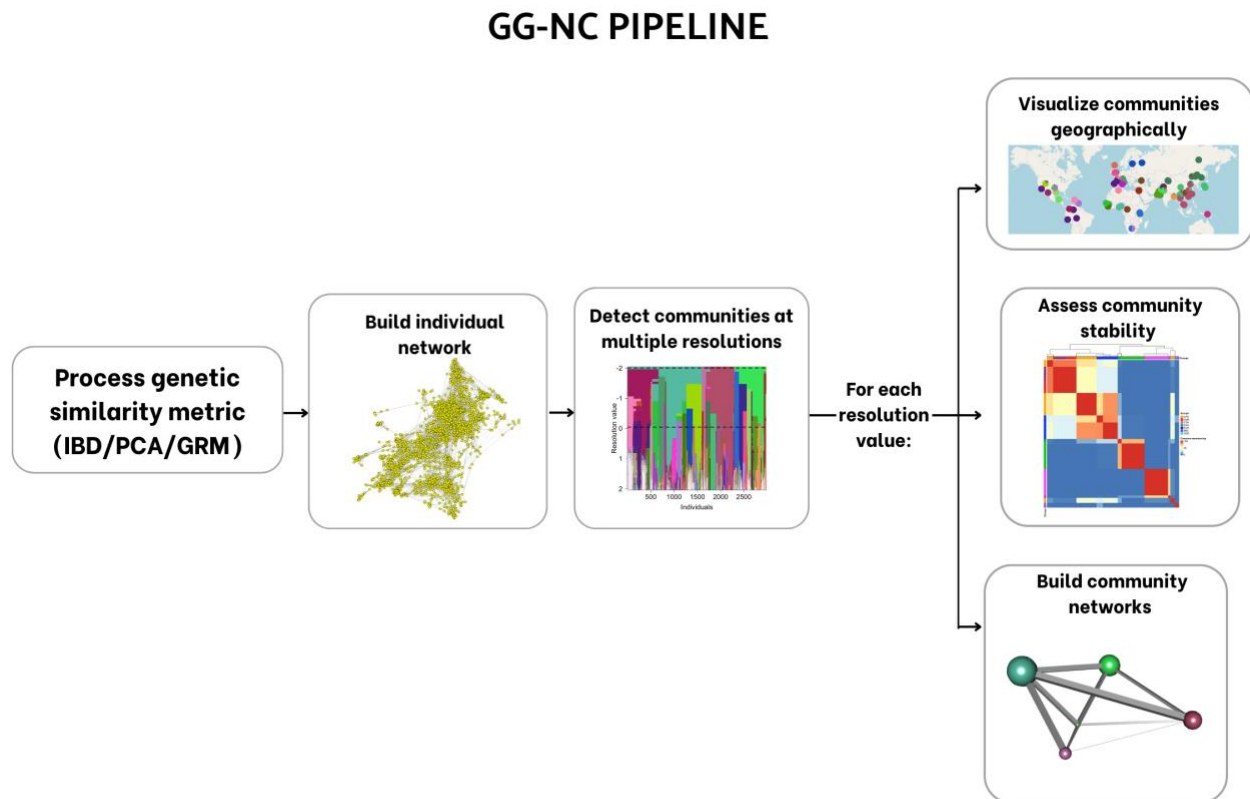 GG-NC PIPELINE
Process genetic
similarity metric
(IBD/PCA/GRM)
Build individual
network
Detect communities at
multiple resolutions
-2
-1
0
1
2
Resolution value
500
1000
1500
2000
2500
Individuals
For each
resolution
value:
Visualize communities
geographically
Assess community
stability
Build community
networks